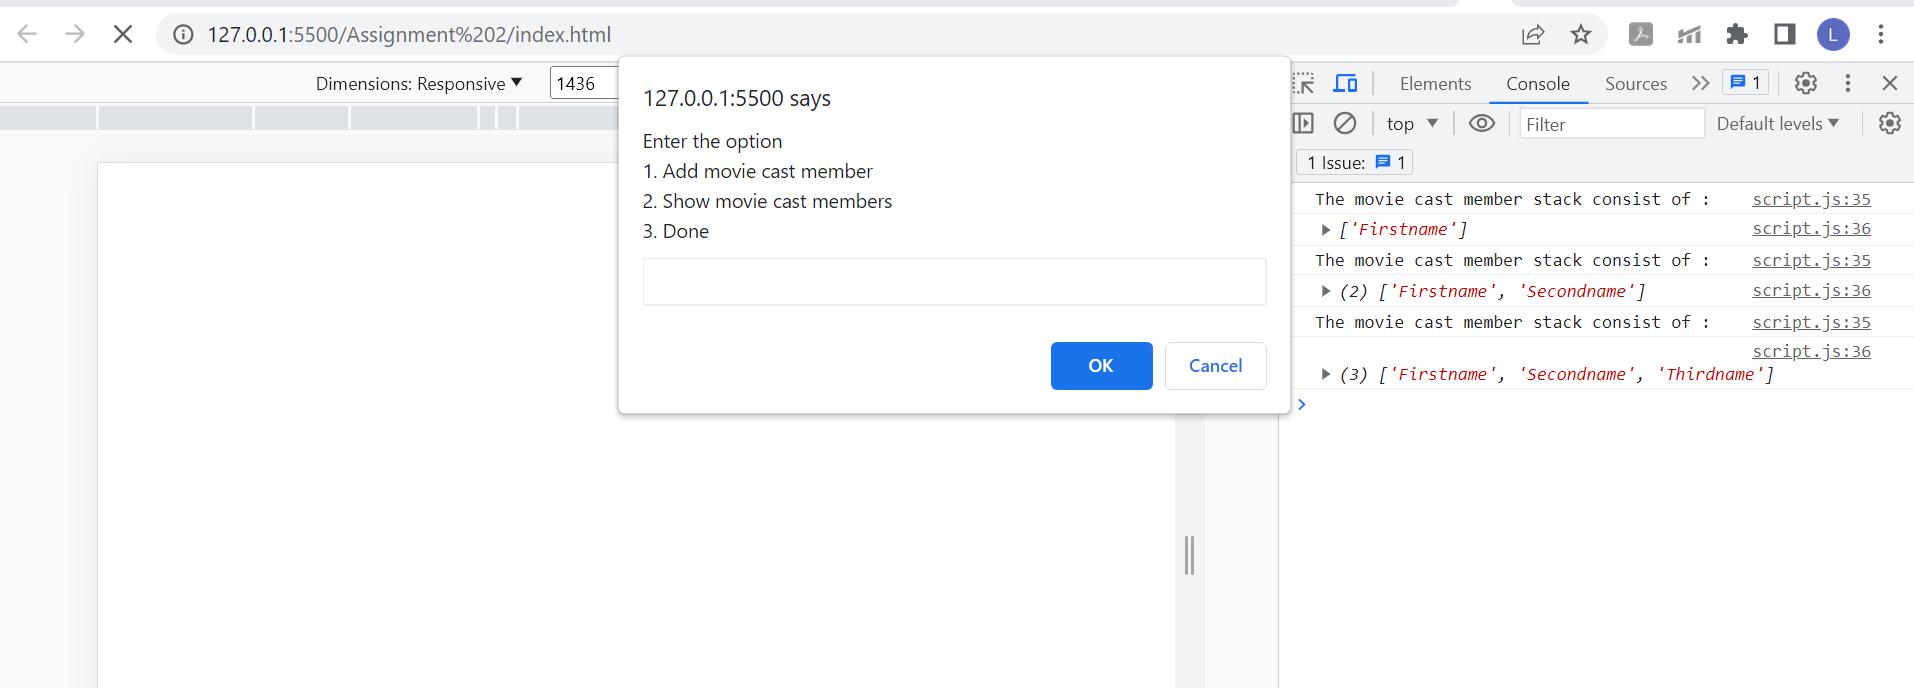 127.0.0.1:5500/Assignment%202/index.html
L
Dimensions: Responsive
1436
127.0.0.1:5500 says
Enter the option
1. Add movie cast member
2. Show movie cast members
3. Done
OK
Cancel
Elements Console Sources 1
top Filter Default levels
1 Issue: 1
The movie cast member stack consist of : script.js:35
['Firstname'] script.js:36
The movie cast member stack consist of : script.js:35
(2) ['Firstname', 'Secondname'] script.js:36
The movie cast member stack consist of : script.js:35
script.js:36
(3) ['Firstname', 'Secondname', 'Thirdname']